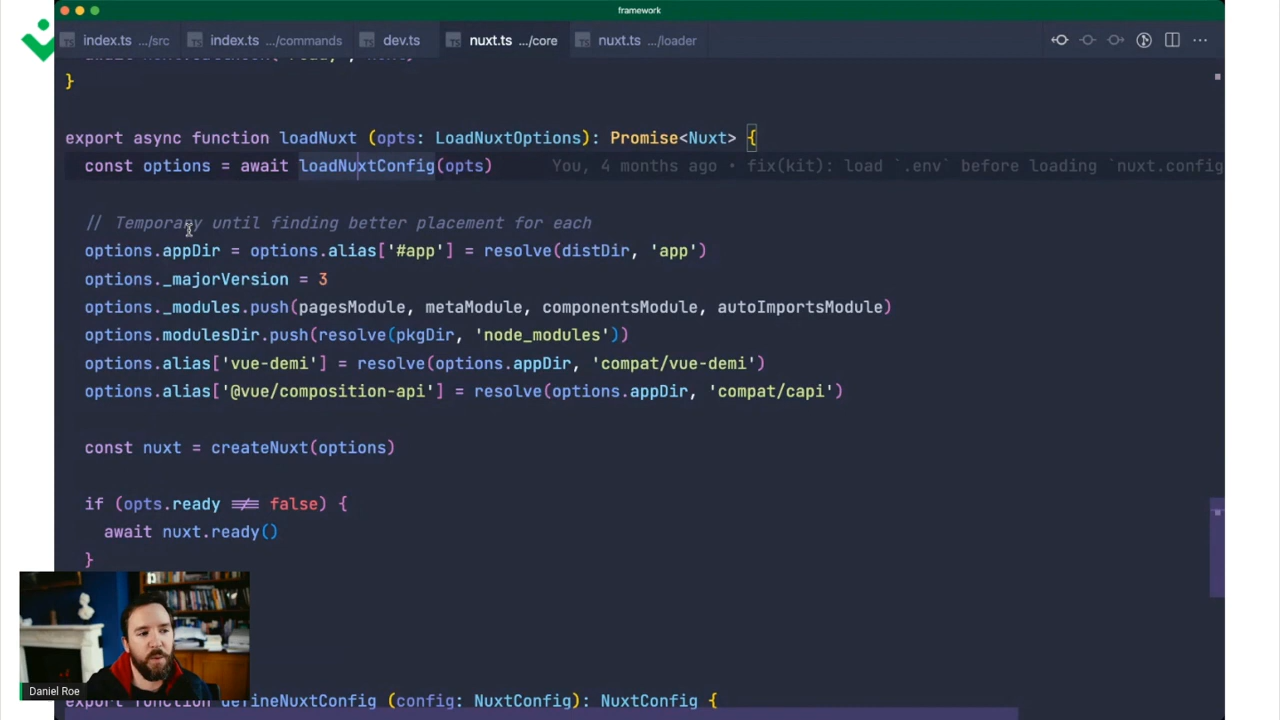 framework
index.ts .../src
index.ts .../commands
dev.ts
nuxt.ts .../core
nuxt.ts .../loader
}
export async function loadNuxt (opts: LoadNuxtOptions): Promise<Nuxt> {
const options = await loadNuxtConfig(opts) You, 4 months ago • fix(kit): load `.env` before loading `nuxt.config
// Temporary until finding better placement for each
options.appDir = options.alias['#app'] = resolve(distDir, 'app')
options._majorVersion = 3
options._modules.push(pagesModule, metaModule, componentsModule, autoImportsModule)
options.modulesDir.push(resolve(pkgDir, 'node_modules'))
options.alias['vue-demi'] = resolve(options.appDir, 'compat/vue-demi')
options.alias['@vue/composition-api'] = resolve(options.appDir, 'compat/capi')
const nuxt = createNuxt(options)
if (opts.ready !== false) {
await nuxt.ready()
}
export function defineNuxtConfig (config: NuxtConfig): NuxtConfig {
Daniel Roe